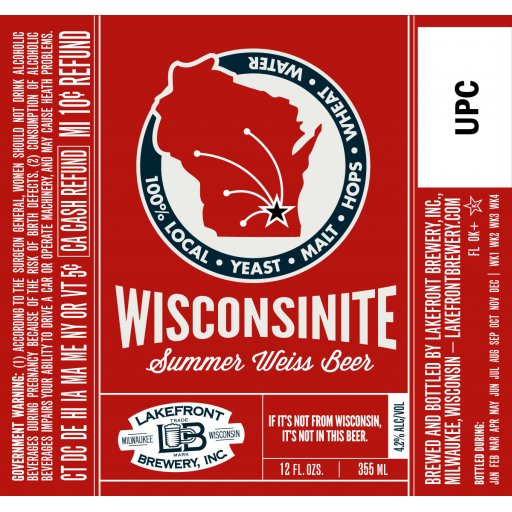 GOVERNMENT WARNING: (1) ACCORDING TO THE SURGEON GENERAL, WOMEN SHOULD NOT DRINK ALCOHOLIC
BEVERAGES DURING PREGNANCY BECAUSE OF THE RISK OF BIRTH DEFECTS. (2) CONSUMPTION OF ALCOHOLIC
BEVERAGES IMPAIRS YOUR ABILITY TO DRIVE A CAR OR OPERATE MACHINERY, AND MAY CAUSE HEATH PROBLEMS.
CT DC DE HI IA MA ME NY OR VT 5¢ CA CASH REFUND MI 10¢ REFUND
100% LOCAL • YEAST • MALT • HOPS • WHEAT • WATER
WISCONSINITE
Summer Weiss Beer
LAKEFRONT
TRADE
MILWAUKEE LB WISCONSIN
MARK
BREWERY, INC.
IF IT'S NOT FROM WISCONSIN,
IT'S NOT IN THIS BEER.
4.2% ALC/VOL
12 FL. OZS. | 355 ML
UPC
BREWED AND BOTTLED BY LAKEFRONT BREWERY, INC.,
MILWAUKEE, WISCONSIN — LAKEFRONTBREWERY.COM
FL OK+
BOTTLED DURING:
JAN FEB MAR APR MAY JUN JUL AUG SEP OCT NOV DEC | WK1 WK2 WK3 WK4